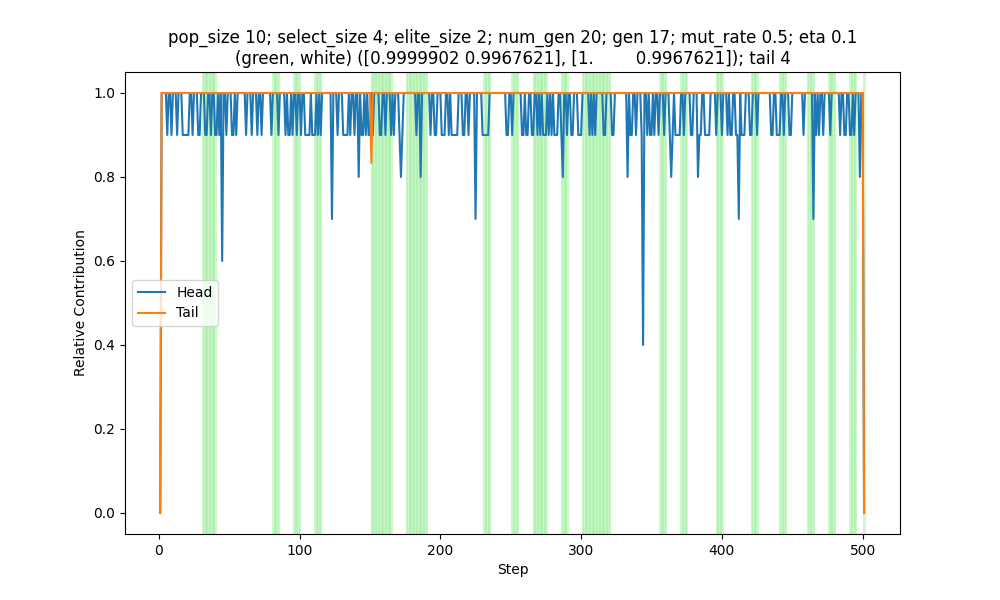 pop_size 10; select_size 4; elite_size 2; num_gen 20; gen 17; mut_rate 0.5; eta 0.1
(green, white) ([0.9999902 0.9967621], [1.         0.9967621]); tail 4
1.0
0.8
0.6
0.4
0.2
0.0
Relative Contribution
Head
Tail
0
100
200
300
400
500
Step